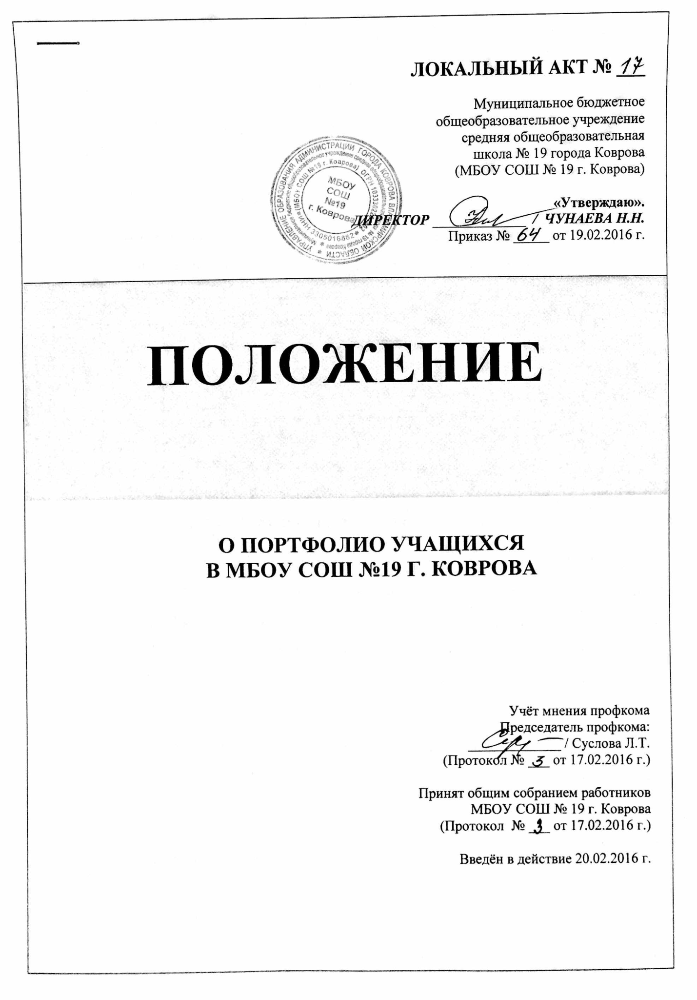 ЛОКАЛЬНЫЙ АКТ № 17
Муниципальное бюджетное
общеобразовательное учреждение
средняя общеобразовательная
школа № 19 города Коврова
(МБОУ СОШ № 19 г. Коврова)
«Утверждаю».
ДИРЕКТОР / ЧУНАЕВА Н.Н.
Приказ № 64 от 19.02.2016 г.
УПРАВЛЕНИЕ ОБРАЗОВАНИЯ АДМИНИСТРАЦИИ ГОРОДА КОВРОВА ВЛАДИМИРСКОЙ ОБЛАСТИ *
Муниципальное бюджетное общеобразовательное учреждение средняя общеобразовательная школа № 19 города Коврова *
(МБОУ СОШ №19 г. Коврова) ОГРН
* ИНН 3305016882 *
МБОУ
СОШ
№19
г. Коврова
ПОЛОЖЕНИЕ
О ПОРТФОЛИО УЧАЩИХСЯ
В МБОУ СОШ №19 Г. КОВРОВА
Учёт мнения профкома
Председатель профкома:
/ Суслова Л.Т.
(Протокол № 3 от 17.02.2016 г.)
Принят общим собранием работников
МБОУ СОШ № 19 г. Коврова
(Протокол № 3 от 17.02.2016 г.)
Введён в действие 20.02.2016 г.